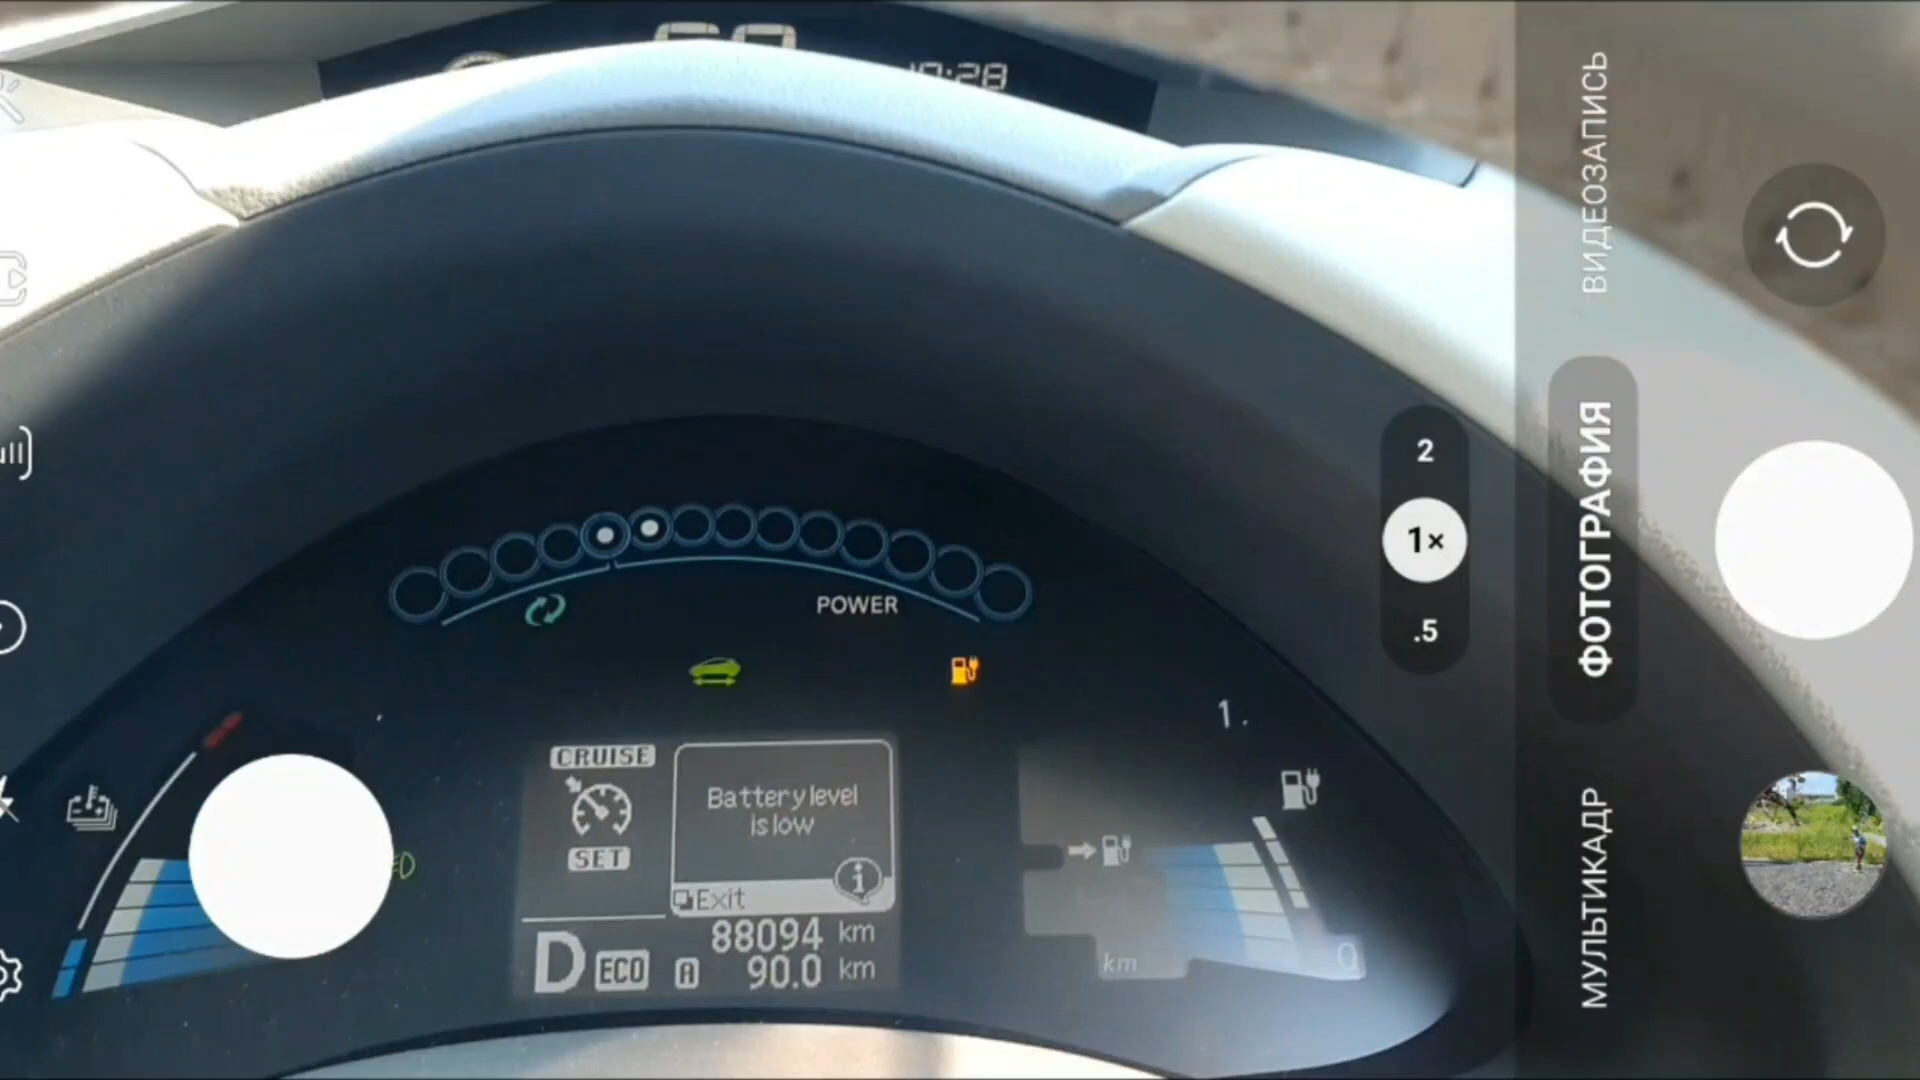 :28
POWER
1.
CRUISE
SET
Battery level
is low
Exit
i
88094 km
D ECO A 90.0 km
km
0
2
1×
.5
ВИДЕОЗАПИСЬ
ФОТОГРАФИЯ
МУЛЬТИКАДР